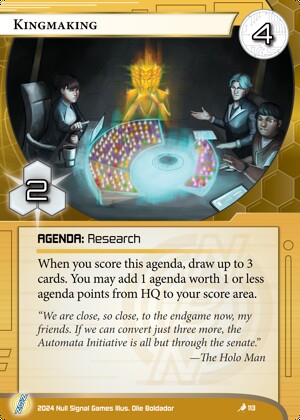 KINGMAKING
4
2
AGENDA: Research
When you score this agenda, draw up to 3
cards. You may add 1 agenda worth 1 or less
agenda points from HQ to your score area.
“We are close, so close, to the endgame now, my
friends. If we can convert just three more, the
Automata Initiative is all but through the senate.”
—The Holo Man
2024 Null Signal Games Illus. Olie Boldador
113